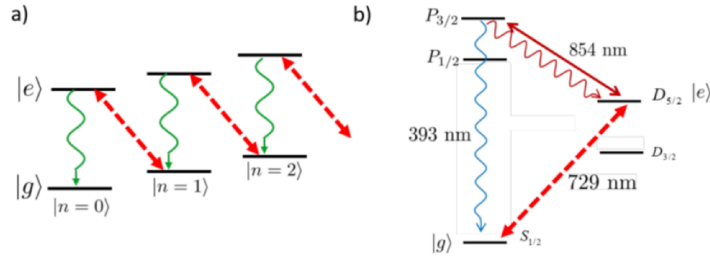 a)
|e⟩
|g⟩
|n = 0⟩
|n = 1⟩
|n = 2⟩
b)
P3/2
854 nm
P1/2
D5/2 |e⟩
393 nm
D3/2
729 nm
|g⟩ S1/2